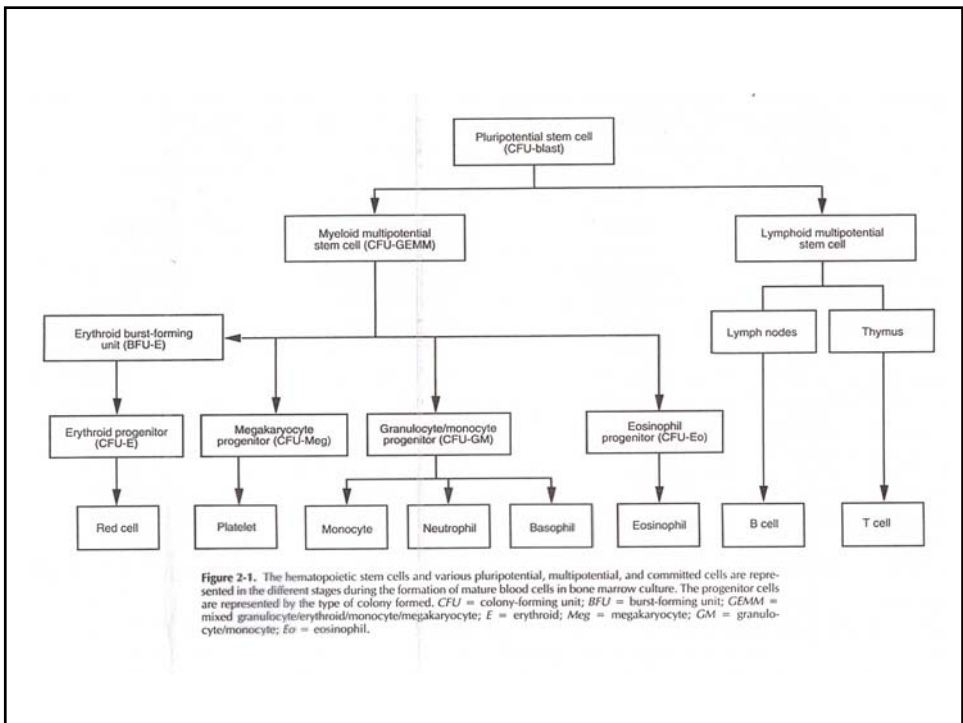 Pluripotential stem cell
(CFU-blast)
Myeloid multipotential
stem cell (CFU-GEMM)
Lymphoid multipotential
stem cell
Erythroid burst-forming
unit (BFU-E)
Lymph nodes
Thymus
Erythroid progenitor
(CFU-E)
Megakaryocyte
progenitor (CFU-Meg)
Granulocyte/monocyte
progenitor (CFU-GM)
Eosinophil
progenitor (CFU-Eo)
Red cell
Platelet
Monocyte
Neutrophil
Basophil
Eosinophil
B cell
T cell
Figure 2-1. The hematopoietic stem cells and various pluripotential, multipotential, and committed cells are repre-
sented in the different stages during the formation of mature blood cells in bone marrow culture. The progenitor cells
are represented by the type of colony formed. CFU = colony-forming unit; BFU = burst-forming unit; GEMM =
mixed granulocyte/erythroid/monocyte/megakaryocyte; E = erythroid; Meg = megakaryocyte; GM = granulo-
cyte/monocyte; Eo = eosinophil.